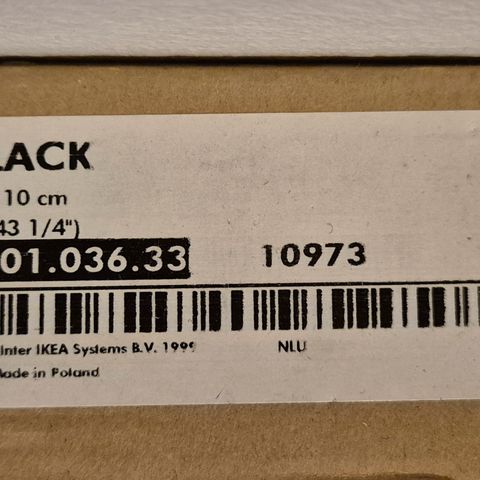 LACK
10 cm
43 1/4")
01.036.33 10973
Inter IKEA Systems B.V. 1999 NLU
Made in Poland